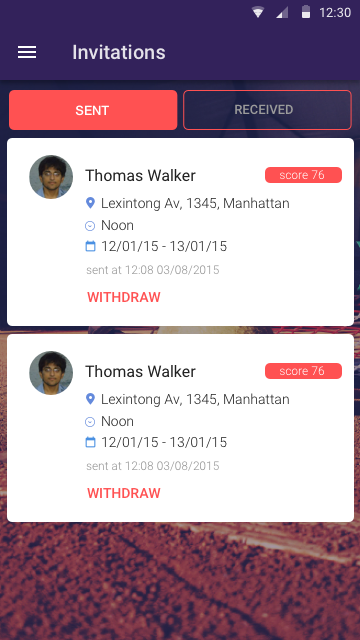 12:30
Invitations
SENT
RECEIVED
Thomas Walker
score 76
Lexintong Av, 1345, Manhattan
Noon
12/01/15 - 13/01/15
sent at 12:08 03/08/2015
WITHDRAW
Thomas Walker
score 76
Lexintong Av, 1345, Manhattan
Noon
12/01/15 - 13/01/15
sent at 12:08 03/08/2015
WITHDRAW